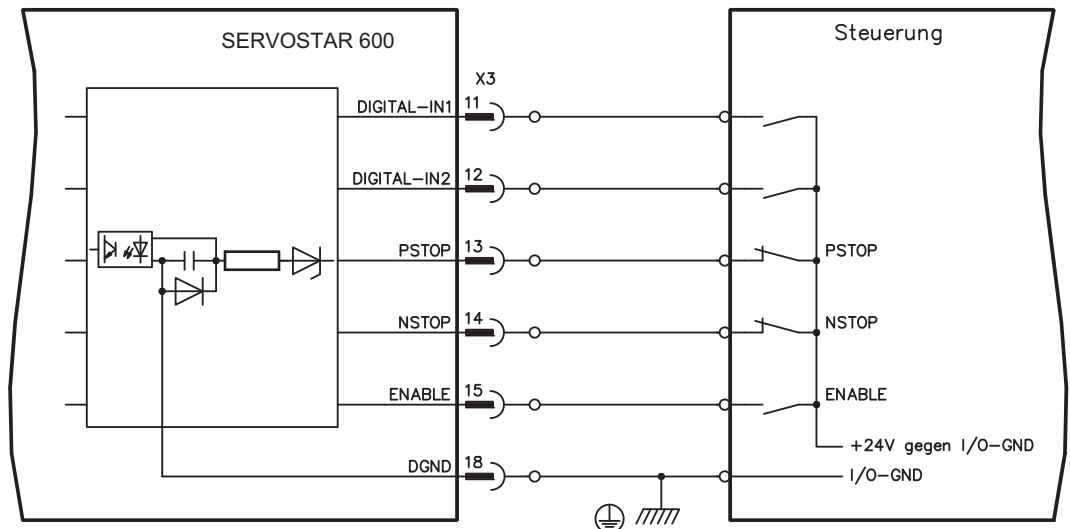 SERVOSTAR 600
Steuerung
X3
DIGITAL-IN1 11
DIGITAL-IN2 12
PSTOP 13 PSTOP
NSTOP 14 NSTOP
ENABLE 15 ENABLE
+24V gegen I/O-GND
DGND 18 I/O-GND